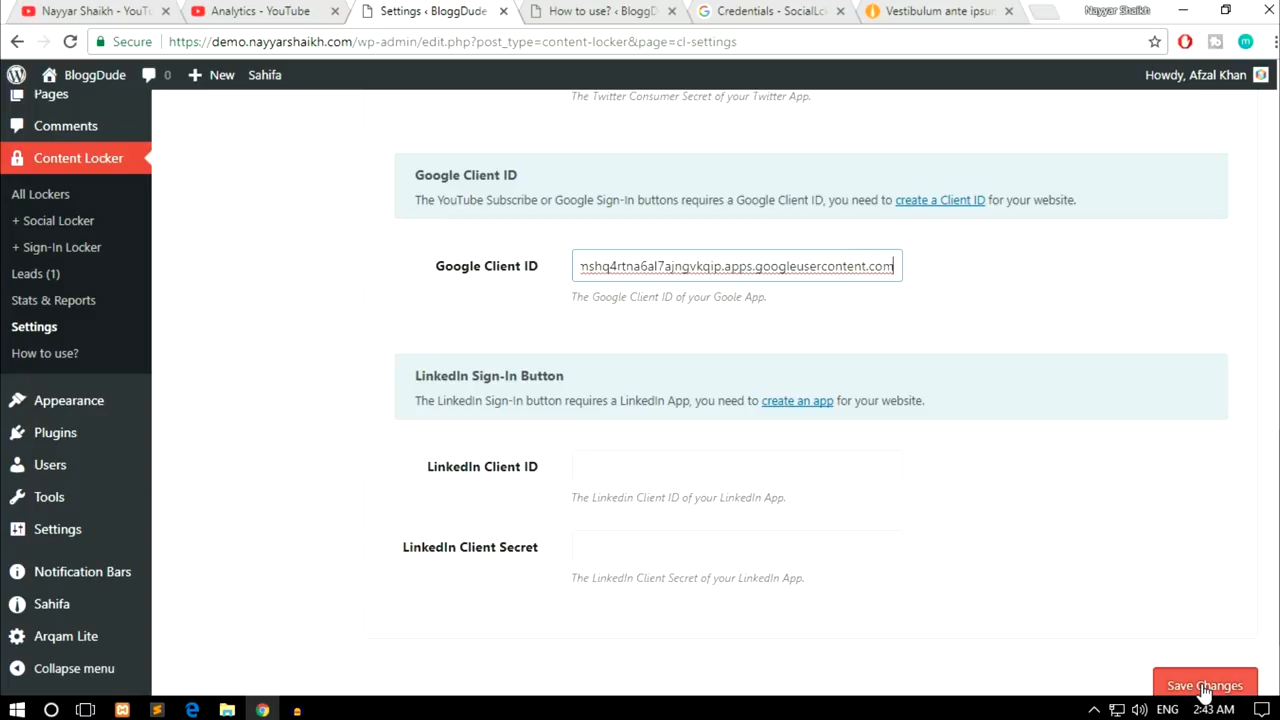 Nayyar Shaikh - YouT
Analytics - YouTube
Settings ‹ BloggDude
How to use? ‹ BloggD
Credentials - SocialLc
Vestibulum ante ipsu
Nayyar Shaikh
Secure
https://demo.nayyarshaikh.com/wp-admin/edit.php?post_type=content-locker&page=cl-settings
BloggDude
0
New
Sahifa
Howdy, Afzal Khan
Pages
Comments
Content Locker
All Lockers
+ Social Locker
+ Sign-In Locker
Leads (1)
Stats & Reports
Settings
How to use?
Appearance
Plugins
Users
Tools
Settings
Notification Bars
Sahifa
Arqam Lite
Collapse menu
The Twitter Consumer Secret of your Twitter App.
Google Client ID
The YouTube Subscribe or Google Sign-In buttons requires a Google Client ID, you need to create a Client ID for your website.
Google Client ID
mshq4rtna6al7ajngvkqip.apps.googleusercontent.com
The Google Client ID of your Goole App.
LinkedIn Sign-In Button
The LinkedIn Sign-In button requires a LinkedIn App, you need to create an app for your website.
LinkedIn Client ID
The Linkedin Client ID of your LinkedIn App.
LinkedIn Client Secret
The LinkedIn Client Secret of your LinkedIn App.
Save Changes
ENG
2:43 AM